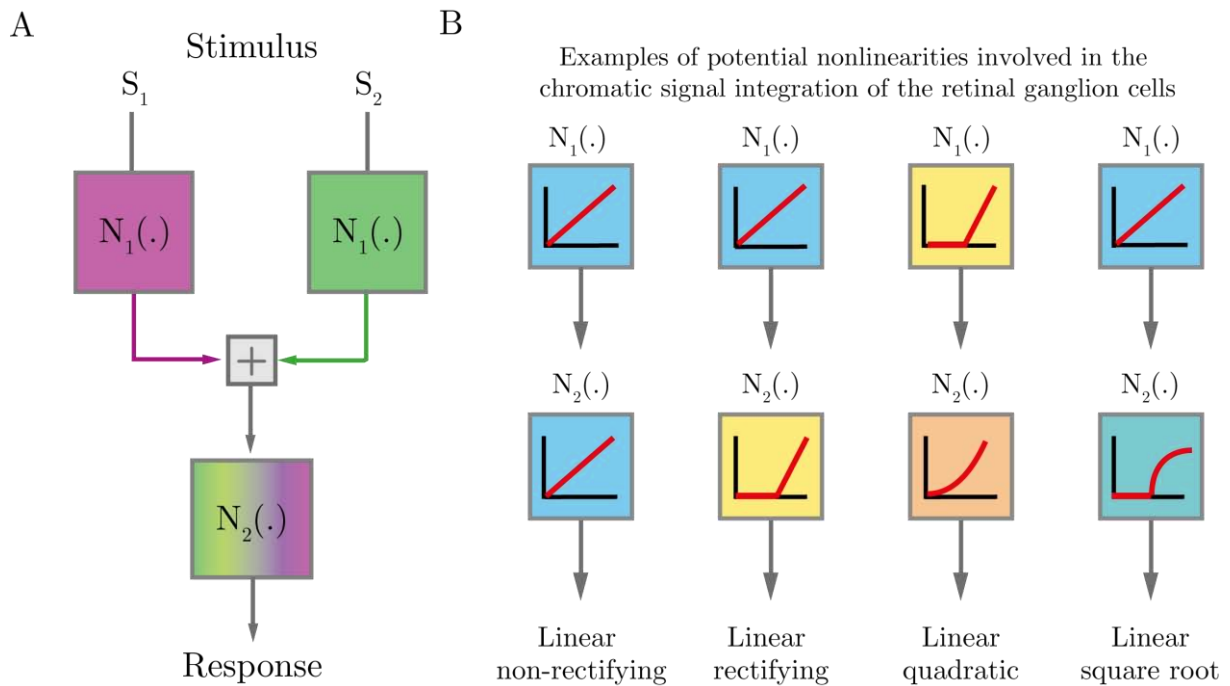 A
Stimulus
S₁ S₂
N₁(.) N₁(.)
+
N₂(.)
Response
B
Examples of potential nonlinearities involved in the
chromatic signal integration of the retinal ganglion cells
N₁(.) N₁(.) N₁(.) N₁(.)
N₂(.) N₂(.) N₂(.) N₂(.)
Linear Linear Linear Linear
non-rectifying rectifying quadratic square root